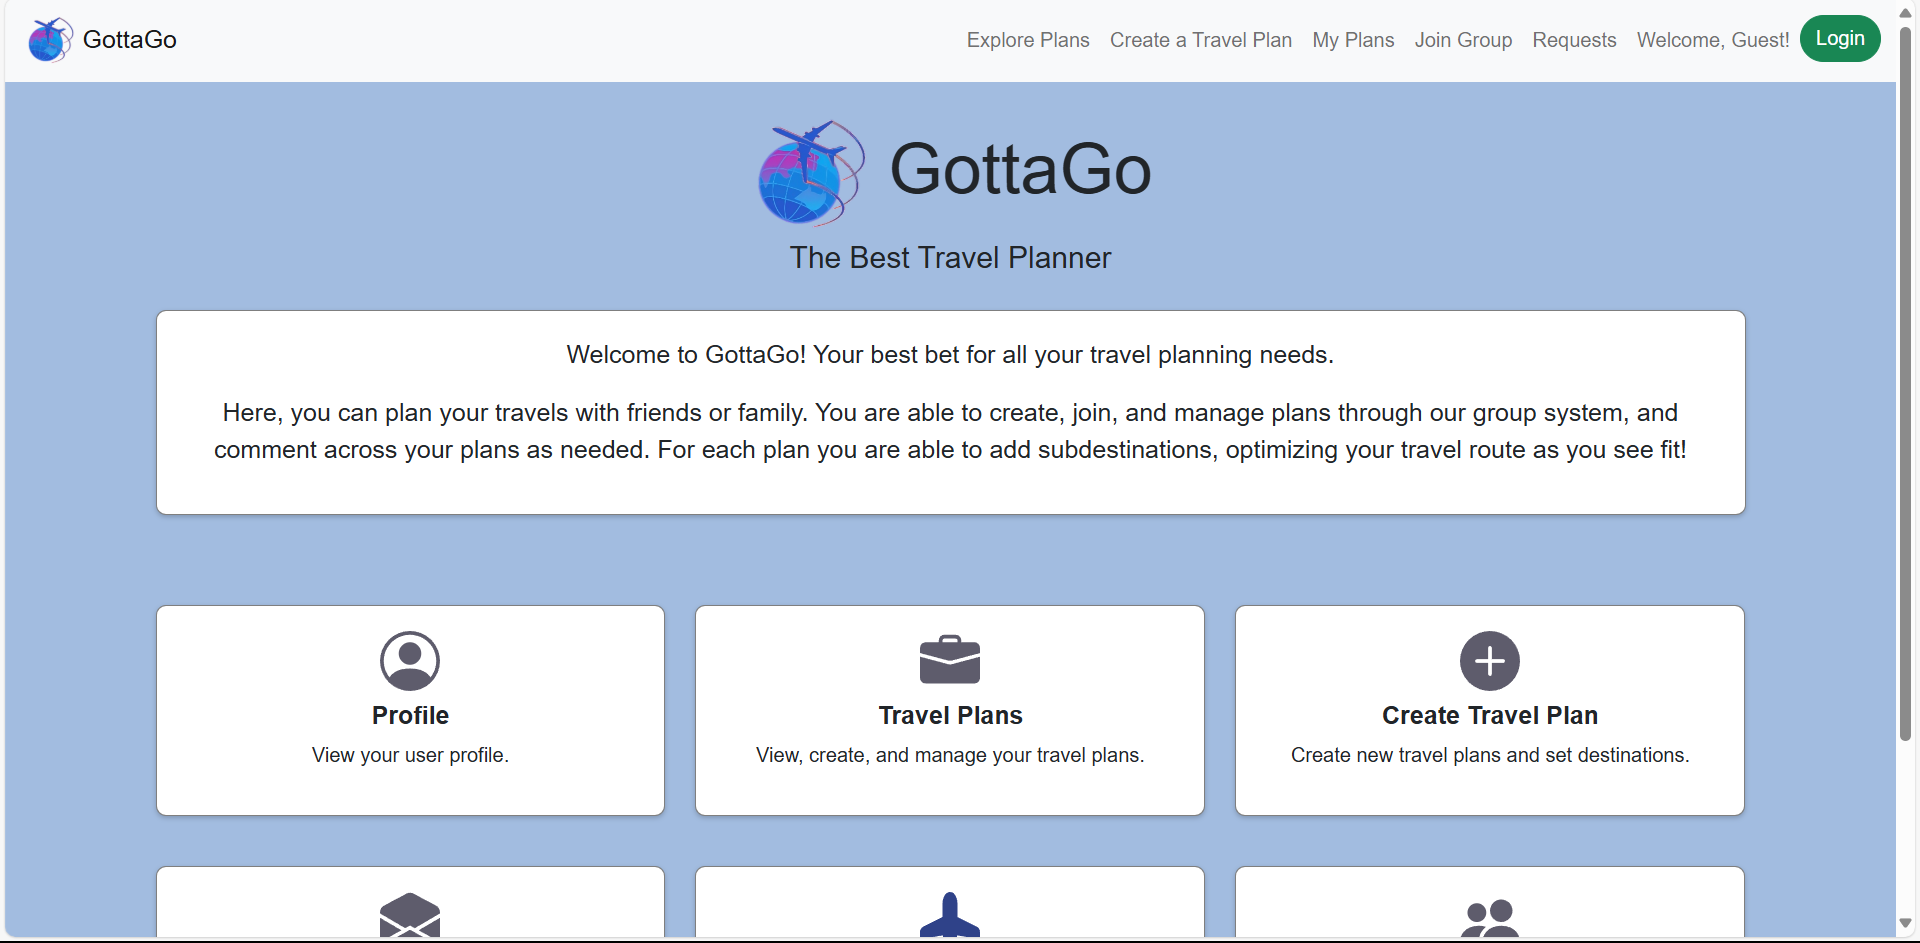 GottaGo
Explore Plans
Create a Travel Plan
My Plans
Join Group
Requests
Welcome, Guest!
Login
GottaGo
The Best Travel Planner
Welcome to GottaGo! Your best bet for all your travel planning needs.
Here, you can plan your travels with friends or family. You are able to create, join, and manage plans through our group system, and
comment across your plans as needed. For each plan you are able to add subdestinations, optimizing your travel route as you see fit!
Profile
View your user profile.
Travel Plans
View, create, and manage your travel plans.
Create Travel Plan
Create new travel plans and set destinations.